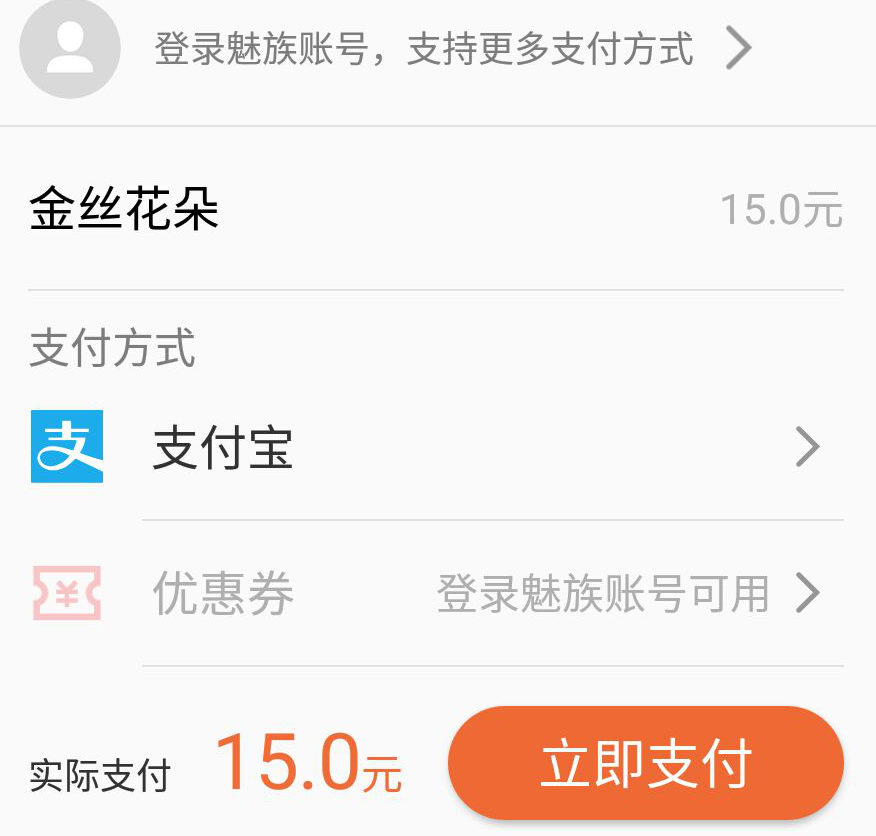 登录魅族账号，支持更多支付方式
金丝花朵 15.0元
支付方式
支 支付宝
¥ 优惠券 登录魅族账号可用
实际支付 15.0元 立即支付